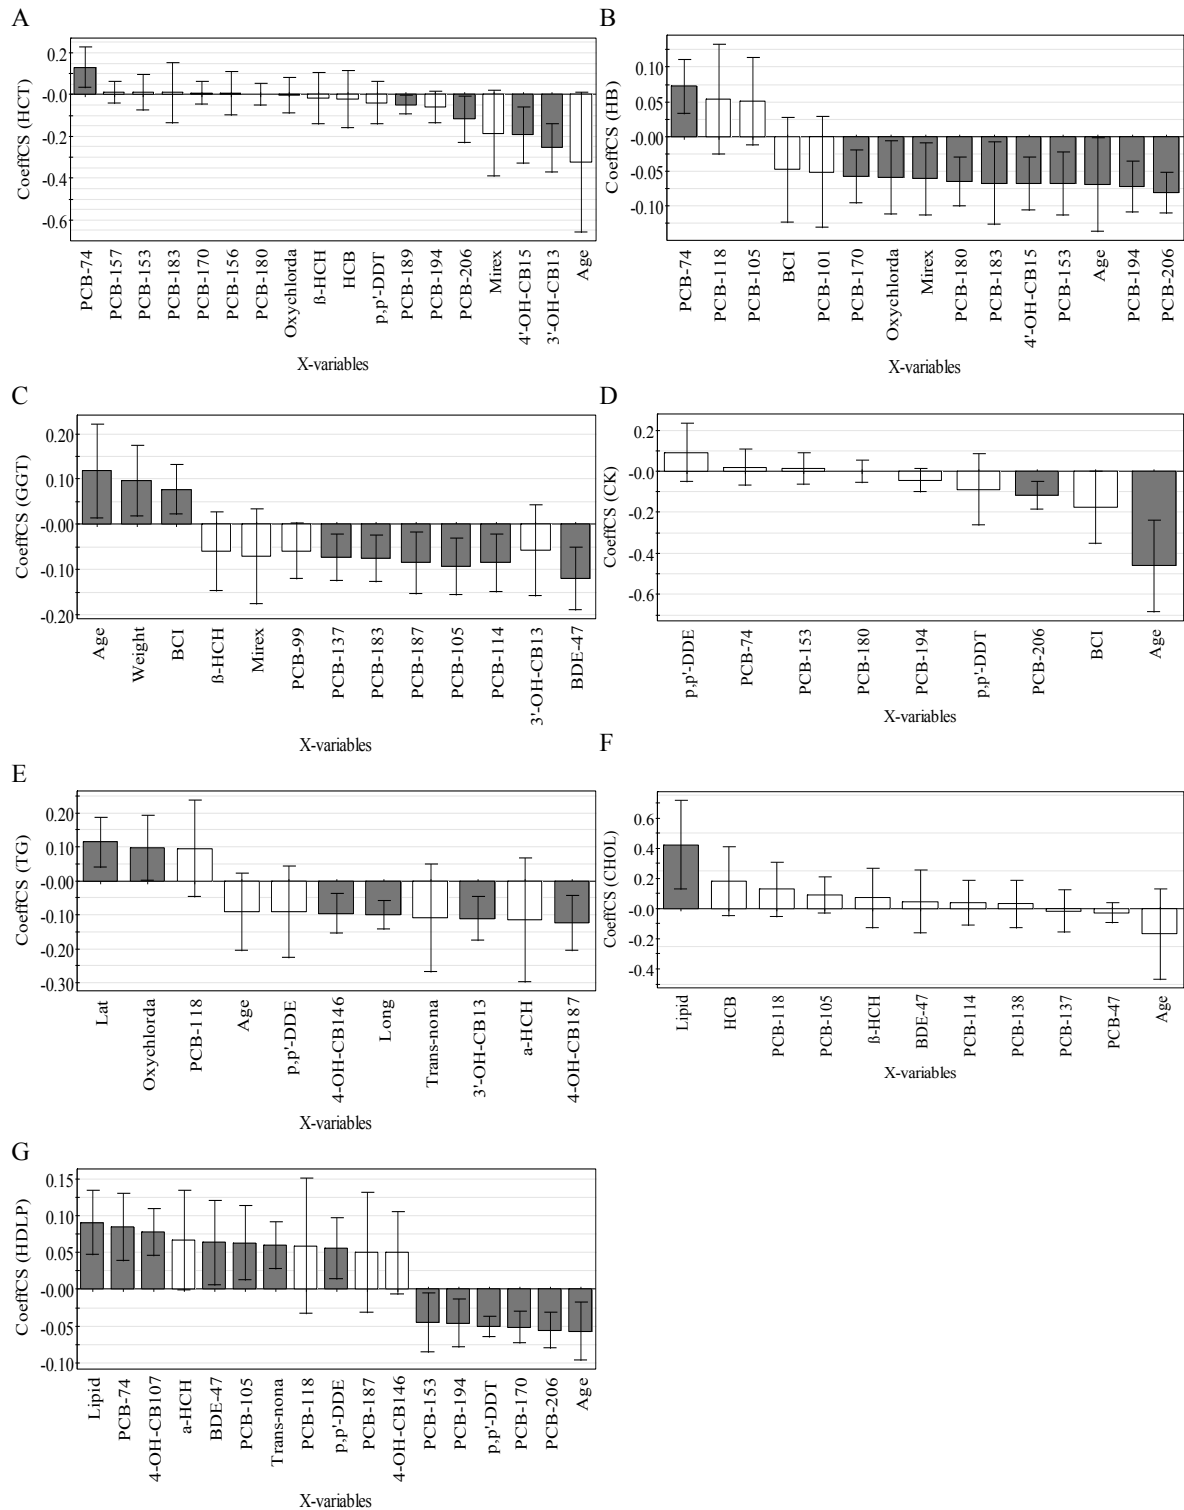 A
CoeffCS (HCT)
0.2
-0.0
-0.2
-0.4
-0.6
PCB-74
PCB-157
PCB-153
PCB-183
PCB-170
PCB-156
PCB-180
Oxychlorda
ß-HCH
HCB
p,p'-DDT
PCB-189
PCB-194
PCB-206
Mirex
4'-OH-CB15
3'-OH-CB13
Age
X-variables
B
CoeffCS (HB)
0.10
0.05
-0.00
-0.05
-0.10
PCB-74
PCB-118
PCB-105
BCI
PCB-101
PCB-170
Oxychlorda
Mirex
PCB-180
PCB-183
4'-OH-CB15
PCB-153
Age
PCB-194
PCB-206
X-variables
C
CoeffCS (GGT)
0.20
0.10
-0.00
-0.10
-0.20
Age
Weight
BCI
ß-HCH
Mirex
PCB-99
PCB-137
PCB-183
PCB-187
PCB-105
PCB-114
3'-OH-CB13
BDE-47
X-variables
D
CoeffCS (CK)
0.2
-0.0
-0.2
-0.4
-0.6
p,p'-DDE
PCB-74
PCB-153
PCB-180
PCB-194
p,p'-DDT
PCB-206
BCI
Age
X-variables
E
CoeffCS (TG)
0.20
0.10
-0.00
-0.10
-0.20
-0.30
Lat
Oxychlorda
PCB-118
Age
p,p'-DDE
4-OH-CB146
Long
Trans-nona
3'-OH-CB13
a-HCH
4-OH-CB187
X-variables
F
CoeffCS (CHOL)
0.6
0.4
0.2
-0.0
-0.2
-0.4
Lipid
HCB
PCB-118
PCB-105
ß-HCH
BDE-47
PCB-114
PCB-138
PCB-137
PCB-47
Age
X-variables
G
CoeffCS (HDLP)
0.15
0.10
0.05
-0.00
-0.05
-0.10
Lipid
PCB-74
4-OH-CB107
a-HCH
BDE-47
PCB-105
Trans-nona
PCB-118
p,p'-DDE
PCB-187
4-OH-CB146
PCB-153
PCB-194
p,p'-DDT
PCB-170
PCB-206
Age
X-variables